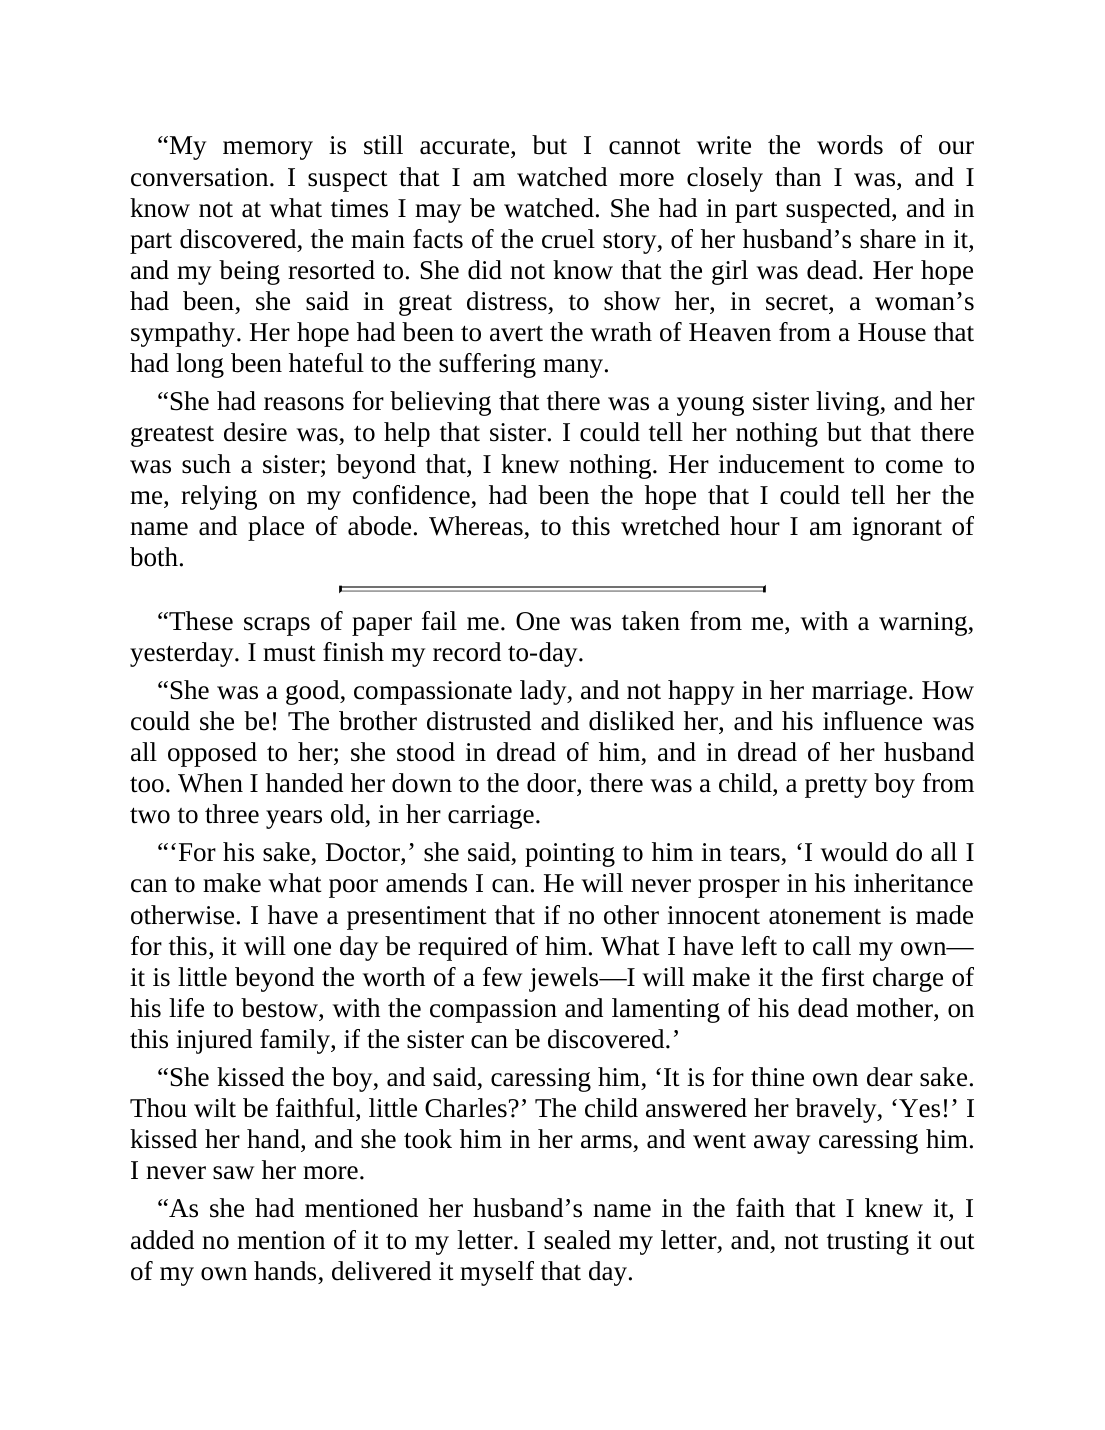 “My memory is still accurate, but I cannot write the words of our
conversation. I suspect that I am watched more closely than I was, and I
know not at what times I may be watched. She had in part suspected, and in
part discovered, the main facts of the cruel story, of her husband’s share in it,
and my being resorted to. She did not know that the girl was dead. Her hope
had been, she said in great distress, to show her, in secret, a woman’s
sympathy. Her hope had been to avert the wrath of Heaven from a House that
had long been hateful to the suffering many.
“She had reasons for believing that there was a young sister living, and her
greatest desire was, to help that sister. I could tell her nothing but that there
was such a sister; beyond that, I knew nothing. Her inducement to come to
me, relying on my confidence, had been the hope that I could tell her the
name and place of abode. Whereas, to this wretched hour I am ignorant of
both.
“These scraps of paper fail me. One was taken from me, with a warning,
yesterday. I must finish my record to-day.
“She was a good, compassionate lady, and not happy in her marriage. How
could she be! The brother distrusted and disliked her, and his influence was
all opposed to her; she stood in dread of him, and in dread of her husband
too. When I handed her down to the door, there was a child, a pretty boy from
two to three years old, in her carriage.
“‘For his sake, Doctor,’ she said, pointing to him in tears, ‘I would do all I
can to make what poor amends I can. He will never prosper in his inheritance
otherwise. I have a presentiment that if no other innocent atonement is made
for this, it will one day be required of him. What I have left to call my own—
it is little beyond the worth of a few jewels—I will make it the first charge of
his life to bestow, with the compassion and lamenting of his dead mother, on
this injured family, if the sister can be discovered.’
“She kissed the boy, and said, caressing him, ‘It is for thine own dear sake.
Thou wilt be faithful, little Charles?’ The child answered her bravely, ‘Yes!’ I
kissed her hand, and she took him in her arms, and went away caressing him.
I never saw her more.
“As she had mentioned her husband’s name in the faith that I knew it, I
added no mention of it to my letter. I sealed my letter, and, not trusting it out
of my own hands, delivered it myself that day.